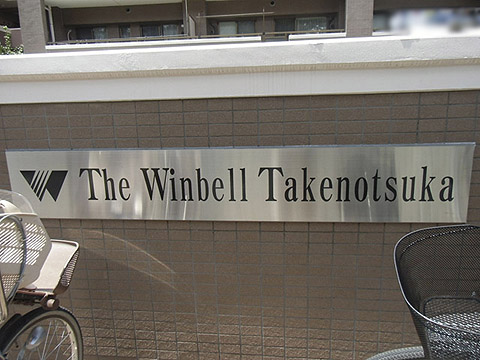 The Winbell Takenotsuka